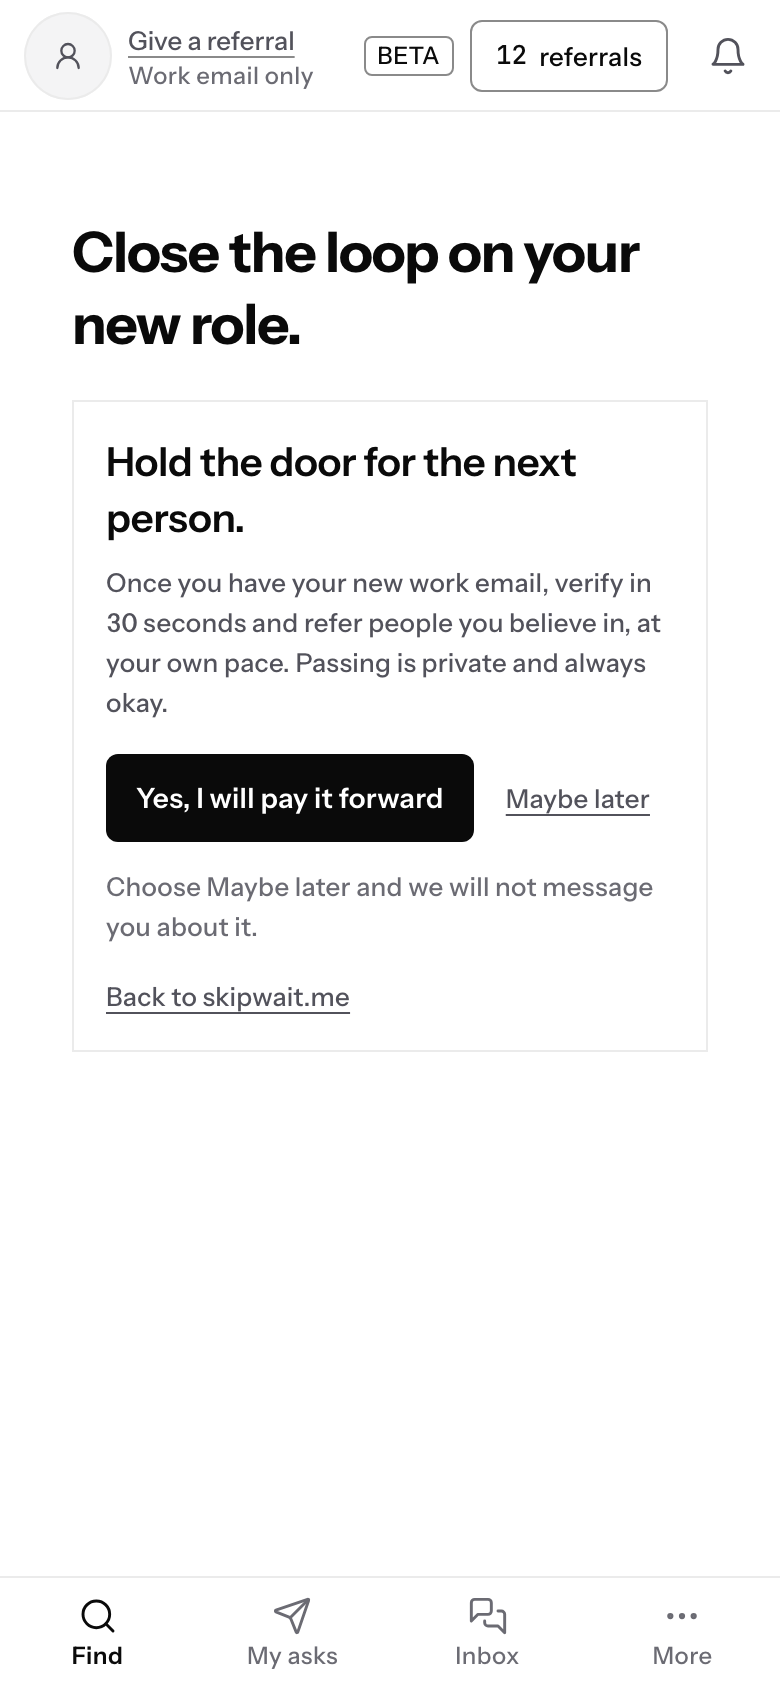 Give a referral
Work email only
BETA
12 referrals
Close the loop on your
new role.
Hold the door for the next
person.
Once you have your new work email, verify in
30 seconds and refer people you believe in, at
your own pace. Passing is private and always
okay.
Yes, I will pay it forward
Maybe later
Choose Maybe later and we will not message
you about it.
Back to skipwait.me
Find
My asks
Inbox
More